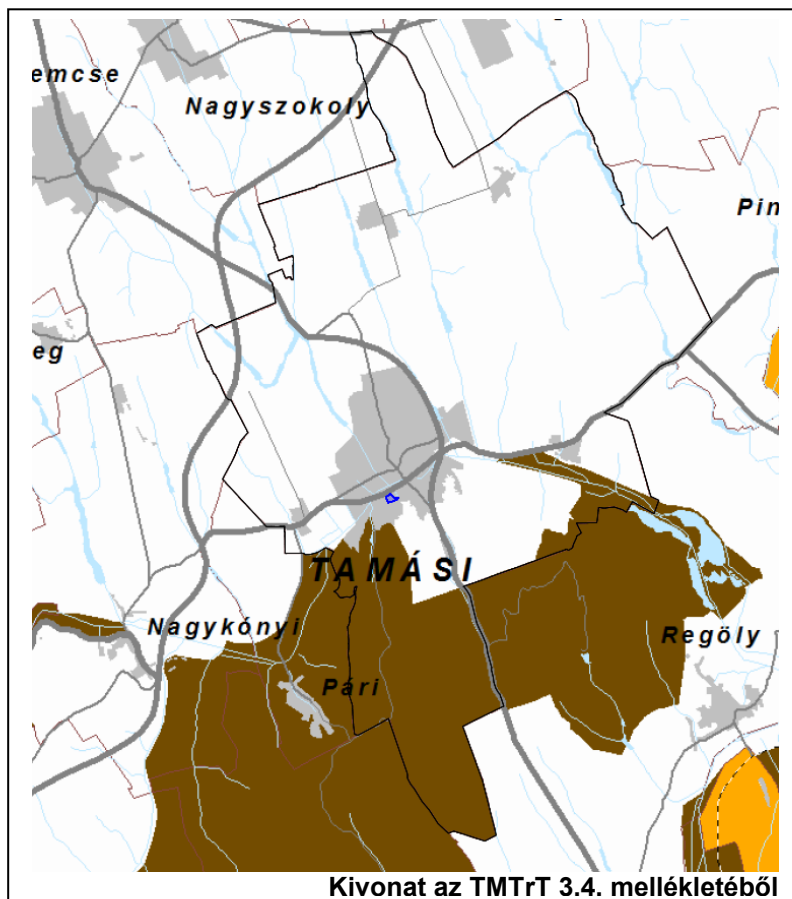 emcse
Nagyszokoly
Pin
eg
TAMÁSI
Nagykónyi
Regöly
Pári
Kivonat az TMTrT 3.4. mellékletéből